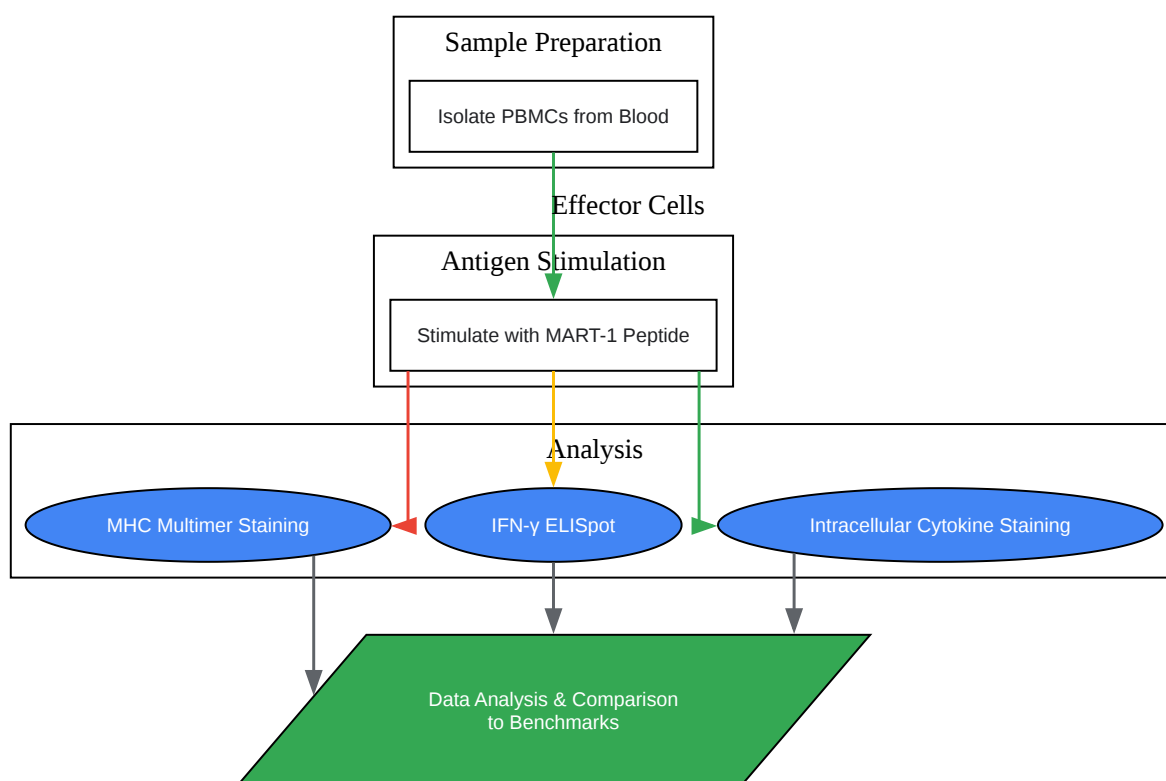 Sample Preparation
Isolate PBMCs from Blood
Effector Cells
Antigen Stimulation
Stimulate with MART-1 Peptide
Analysis
MHC Multimer Staining
IFN-γ ELISpot
Intracellular Cytokine Staining
Data Analysis & Comparison
to Benchmarks